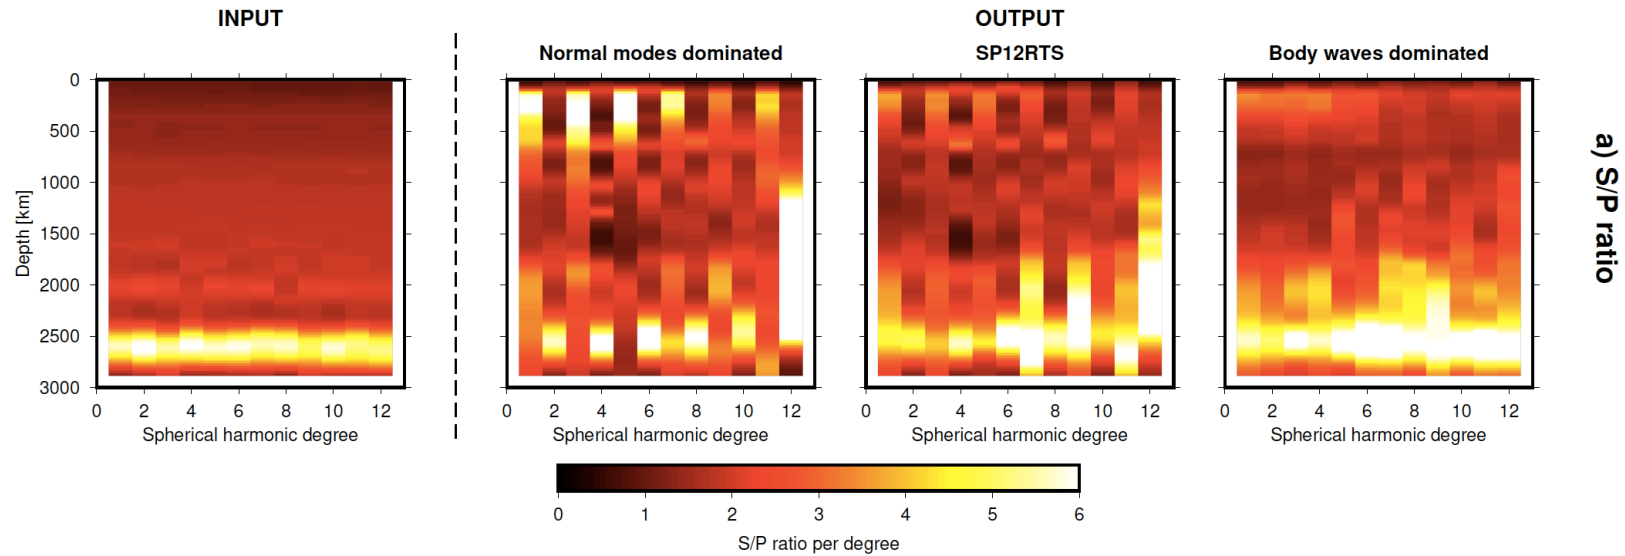 INPUT
OUTPUT
Normal modes dominated
SP12RTS
Body waves dominated
0
500
1000
1500
2000
2500
3000
Depth [km]
0 2 4 6 8 10 12
0 2 4 6 8 10 12
0 2 4 6 8 10 12
0 2 4 6 8 10 12
Spherical harmonic degree
Spherical harmonic degree
Spherical harmonic degree
Spherical harmonic degree
a) S/P ratio
0 1 2 3 4 5 6
S/P ratio per degree